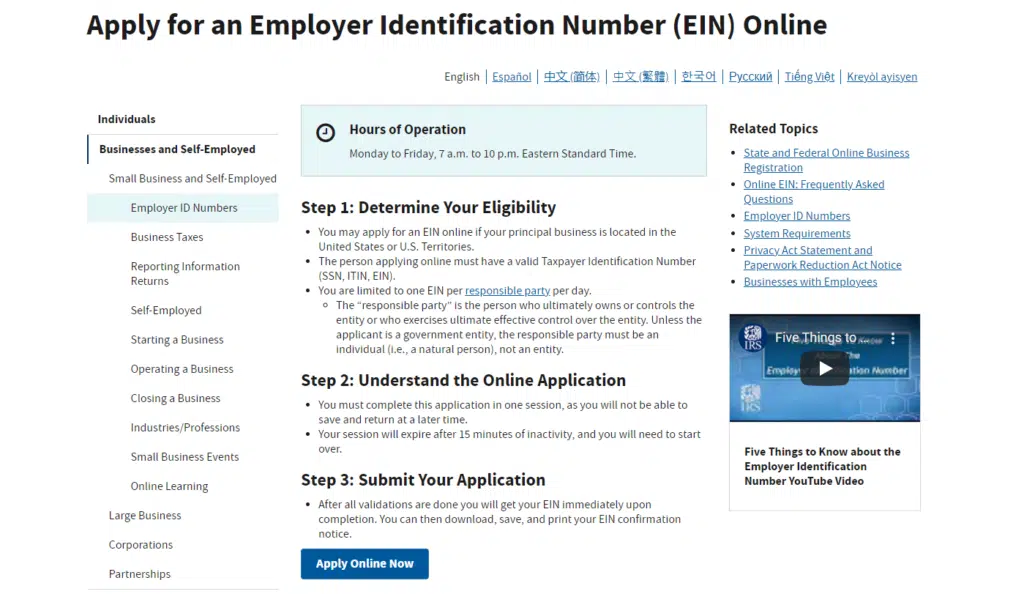 Apply for an Employer Identification Number (EIN) Online
English
Español
中文 (简体)
中文 (繁體)
한국어
Русский
Tiếng Việt
Kreyòl ayisyen
Individuals
Businesses and Self-Employed
Small Business and Self-Employed
Employer ID Numbers
Business Taxes
Reporting Information
Returns
Self-Employed
Starting a Business
Operating a Business
Closing a Business
Industries/Professions
Small Business Events
Online Learning
Large Business
Corporations
Partnerships
Hours of Operation
Monday to Friday, 7 a.m. to 10 p.m. Eastern Standard Time.
Step 1: Determine Your Eligibility
• You may apply for an EIN online if your principal business is located in the
United States or U.S. Territories.
• The person applying online must have a valid Taxpayer Identification Number
(SSN, ITIN, EIN).
• You are limited to one EIN per responsible party per day.
◦ The “responsible party” is the person who ultimately owns or controls the
entity or who exercises ultimate effective control over the entity. Unless the
applicant is a government entity, the responsible party must be an
individual (i.e., a natural person), not an entity.
Step 2: Understand the Online Application
• You must complete this application in one session, as you will not be able to
save and return at a later time.
• Your session will expire after 15 minutes of inactivity, and you will need to start
over.
Step 3: Submit Your Application
• After all validations are done you will get your EIN immediately upon
completion. You can then download, save, and print your EIN confirmation
notice.
Apply Online Now
Related Topics
• State and Federal Online Business
Registration
• Online EIN: Frequently Asked
Questions
• Employer ID Numbers
• System Requirements
• Privacy Act Statement and
Paperwork Reduction Act Notice
• Businesses with Employees
IRS
Five Things to ...
About The
Number
IRS
Five Things to Know about the
Employer Identification
Number YouTube Video